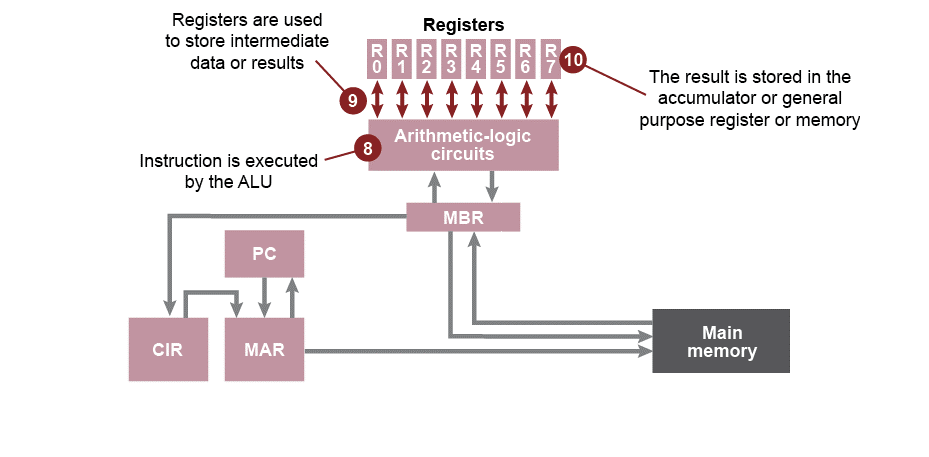 Registers are used
to store intermediate
data or results
Registers
R R R R R R R R
0 1 2 3 4 5 6 7
10
The result is stored in the
accumulator or general
purpose register or memory
9
Arithmetic-logic
circuits
8
Instruction is executed
by the ALU
MBR
PC
CIR
MAR
Main
memory